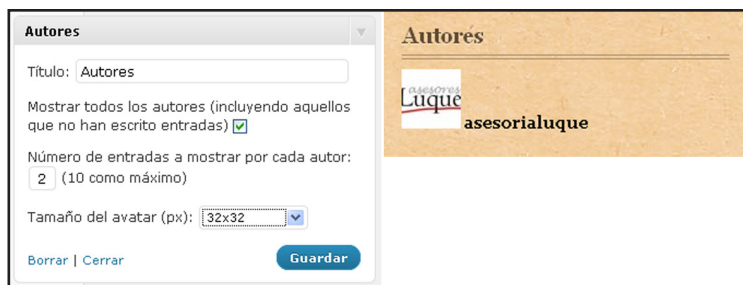 Autores
Título: Autores
Mostrar todos los autores (incluyendo aquellos
que no han escrito entradas)
Número de entradas a mostrar por cada autor:
2 (10 como máximo)
Tamaño del avatar (px): 32x32
Borrar | Cerrar
Guardar
Autores
asesores
Luque
asesorialuque